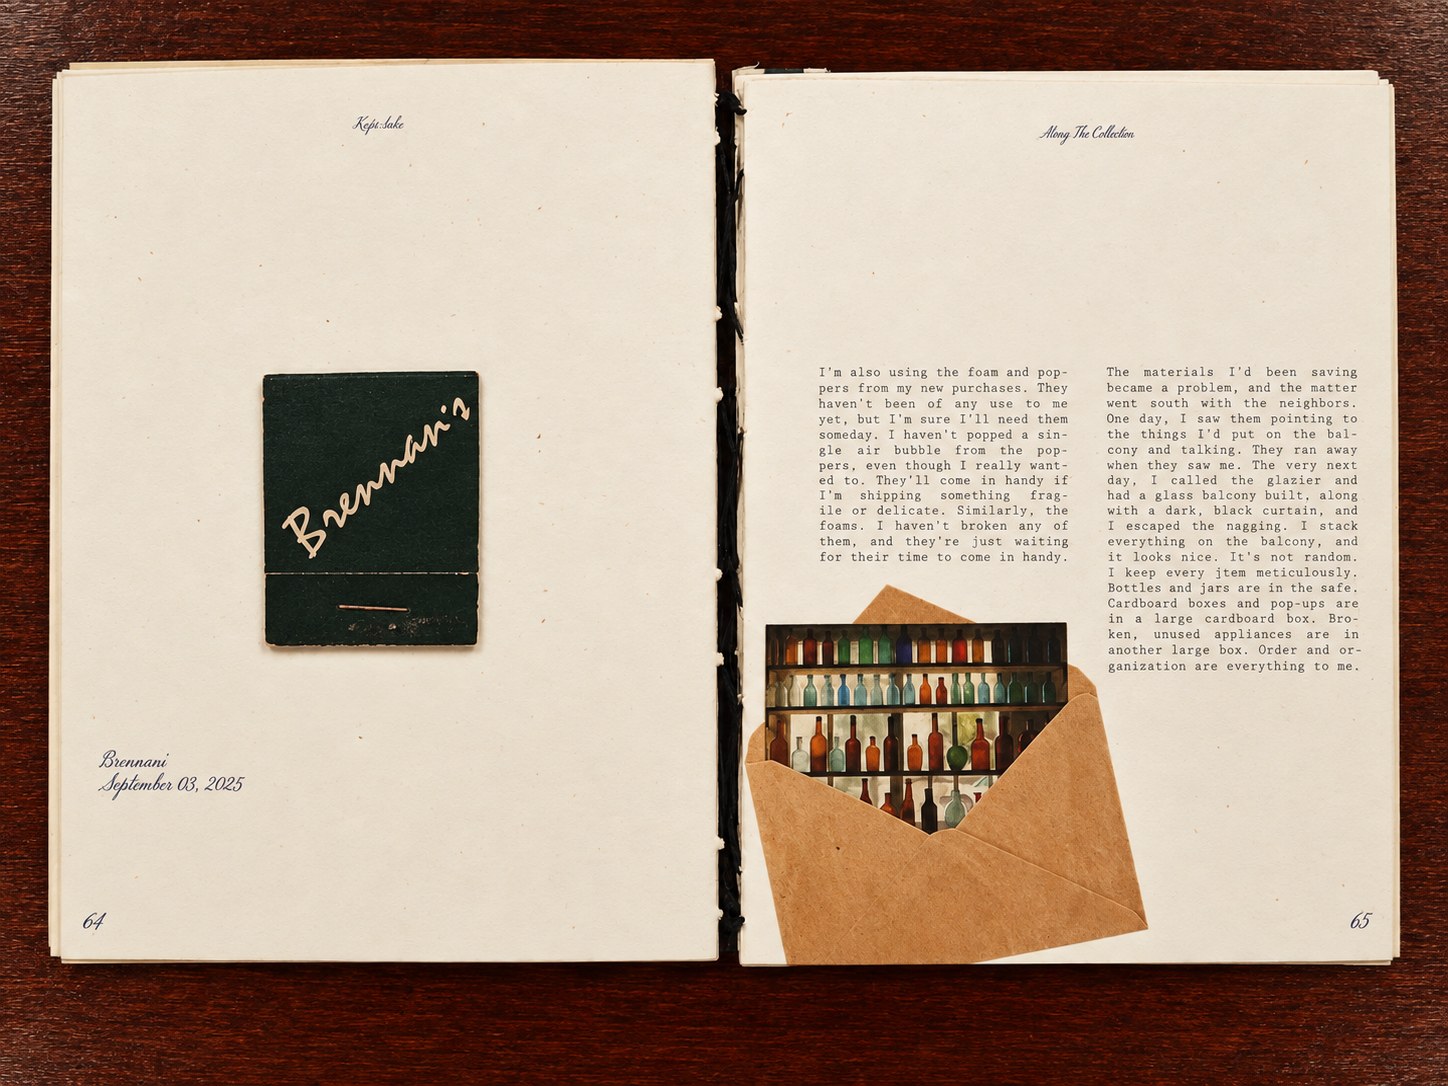 Kept:Sake
Brennani's
Brennani
September 03, 2025
64
Along The Collection
I'm also using the foam and pop-
pers from my new purchases. They
haven't been of any use to me
yet, but I'm sure I'll need them
someday. I haven't popped a sin-
gle air bubble from the pop-
pers, even though I really want-
ed to. They'll come in handy if
I'm shipping something frag-
ile or delicate. Similarly, the
foams. I haven't broken any of
them, and they're just waiting
for their time to come in handy.
The materials I'd been saving
became a problem, and the matter
went south with the neighbors.
One day, I saw them pointing to
the things I'd put on the bal-
cony and talking. They ran away
when they saw me. The very next
day, I called the glazier and
had a glass balcony built, along
with a dark, black curtain, and
I escaped the nagging. I stack
everything on the balcony, and
it looks nice. It's not random.
I keep every jtem meticulously.
Bottles and jars are in the safe.
Cardboard boxes and pop-ups are
in a large cardboard box. Bro-
ken, unused appliances are in
another large box. Order and or-
ganization are everything to me.
65